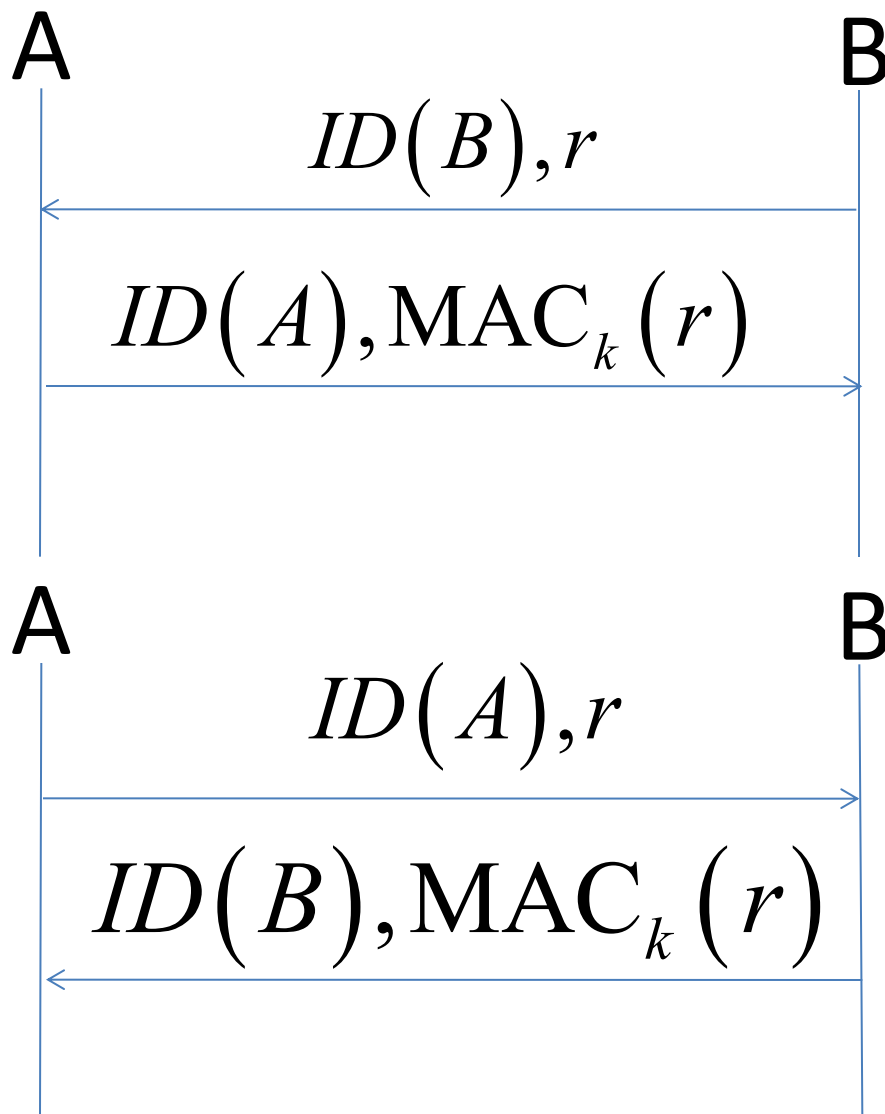 A B
ID(B),r
ID(A),MAC_k(r)
A B
ID(A),r
ID(B),MAC_k(r)